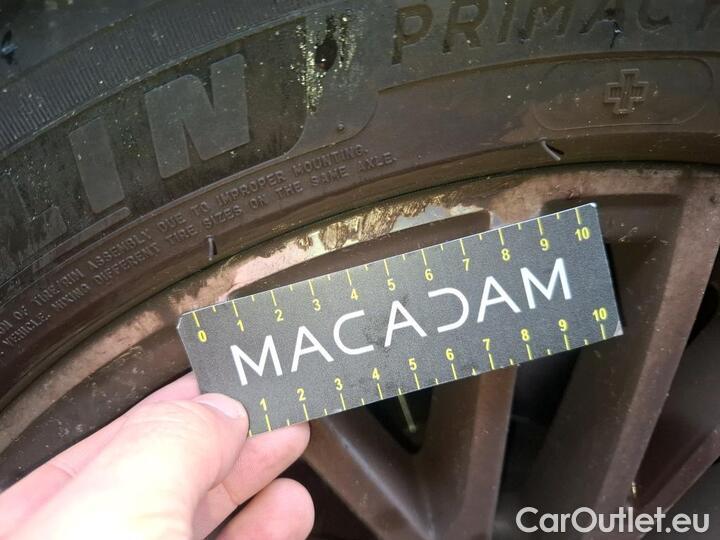 PRIMAC
LIN
ON OF TIRE/RIM ASSEMBLY DUE TO IMPROPER MOUNTING.
VEHICLE. MIXING DIFFERENT TIRE SIZES ON THE SAME AXLE.
0 1 2 3 4 5 6 7 8 9 10
MACADAM
1 2 3 4 5 6 7 8 9 10
CarOutlet.eu